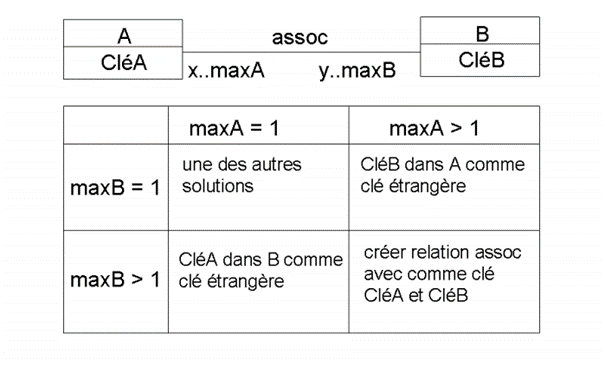 A
CléA
assoc
x..maxA
y..maxB
B
CléB
maxA = 1
maxA > 1
maxB = 1
une des autres
solutions
CléB dans A comme
clé étrangère
maxB > 1
CléA dans B comme
clé étrangère
créer relation assoc
avec comme clé
CléA et CléB